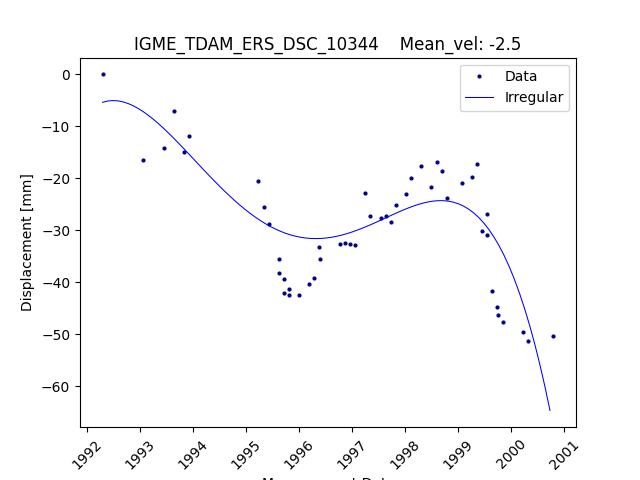 IGME_TDAM_ERS_DSC_10344    Mean_vel: -2.5
Data
Irregular
Displacement [mm]
0
−10
−20
−30
−40
−50
−60
1992 1993 1994 1995 1996 1997 1998 1999 2000 2001